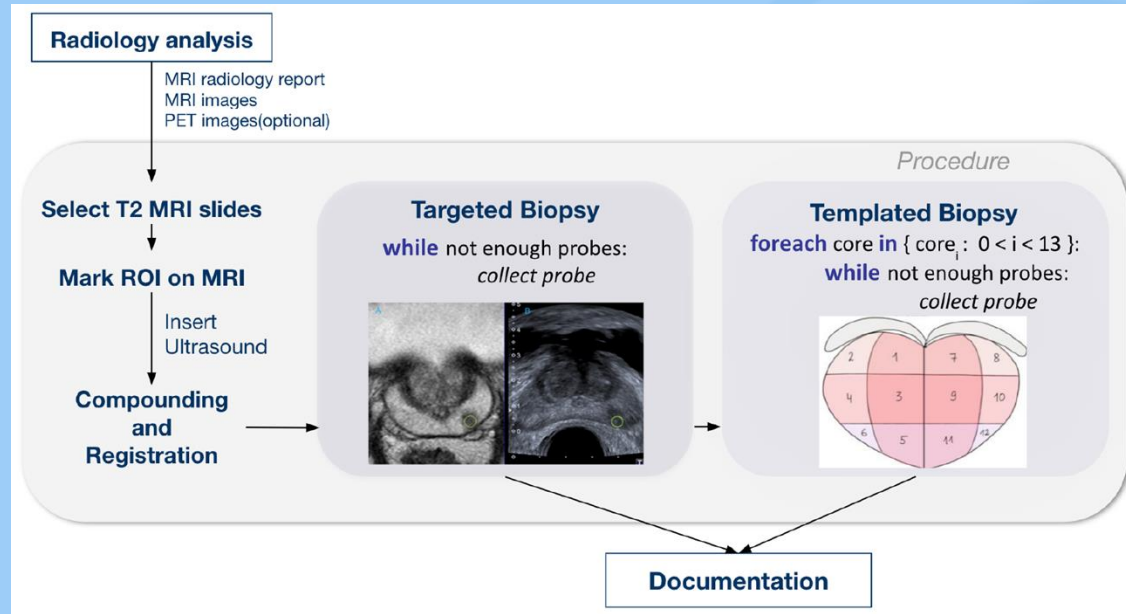 Radiology analysis
MRI radiology report
MRI images
PET images(optional)
Procedure
Select T2 MRI slides
Mark ROI on MRI
Insert
Ultrasound
Compounding
and
Registration
Targeted Biopsy
while not enough probes:
collect probe
A
B
Templated Biopsy
foreach core in { core_i : 0 < i < 13 }:
while not enough probes:
collect probe
2 1 7 8
4 3 9 10
6 5 11 12
Documentation